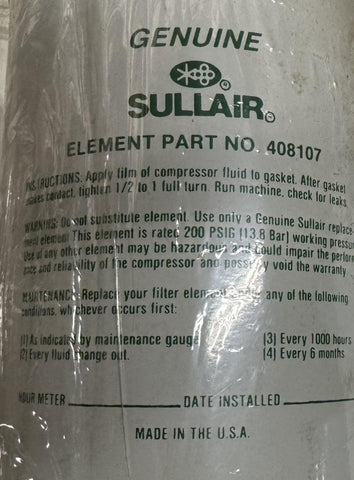 GENUINE
SULLAIR®
ELEMENT PART NO. 408107
INSTRUCTIONS: Apply film of compressor fluid to gasket. After gasket
makes contact, tighten 1/2 to 1 full turn. Run machine, check for leaks.
WARNING: Do not substitute element. Use only a Genuine Sullair replace-
ment element This element is rated 200 PSIG [13.8 Bar] working pressure
Use of any other element may be hazardous and could impair the perform
ance and reliability of the compressor and possibly void the warranty.
MAINTENANCE: Replace your filter element under any of the following
conditions, whichever occurs first:
(1) As indicated by maintenance gauge (3) Every 1000 hours
(2) Every fluid change out. (4) Every 6 months
HOUR METER DATE INSTALLED
MADE IN THE U.S.A.